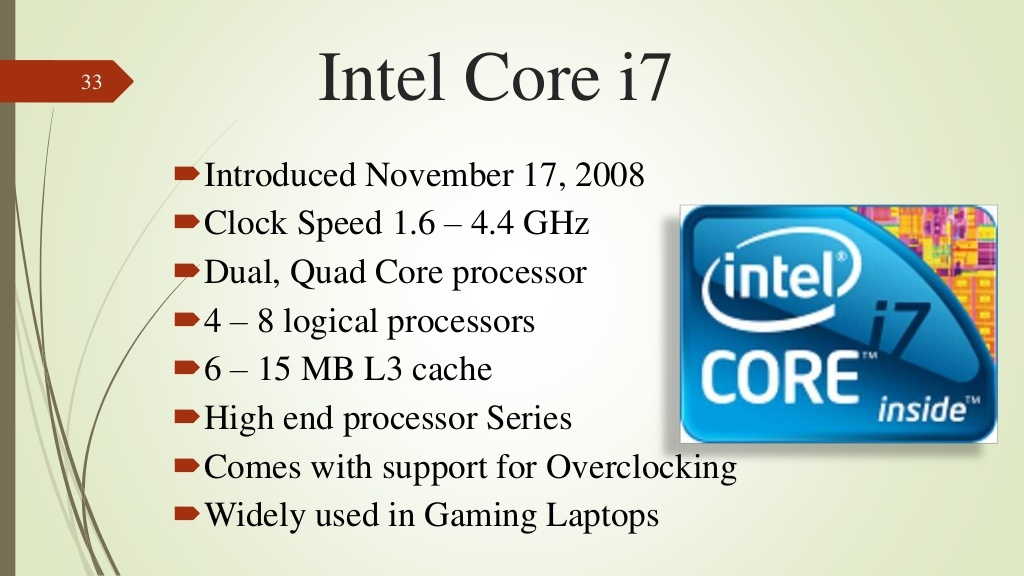 33
Intel Core i7
Introduced November 17, 2008
Clock Speed 1.6 – 4.4 GHz
Dual, Quad Core processor
4 – 8 logical processors
6 – 15 MB L3 cache
High end processor Series
Comes with support for Overclocking
Widely used in Gaming Laptops
intel®
i7
CORE™
inside™